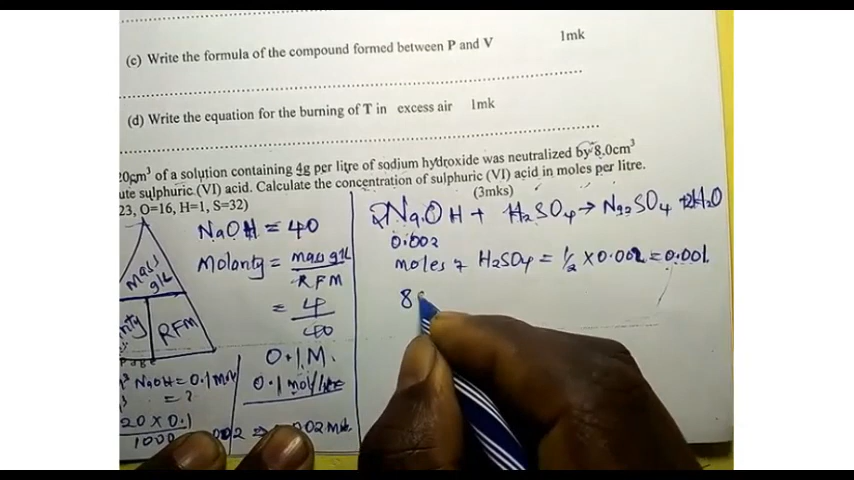 (c) Write the formula of the compound formed between P and V 1mk
(d) Write the equation for the burning of T in excess air 1mk
20cm³ of a solution containing 4g per litre of sodium hydroxide was neutralized by 8.0cm³
ute sulphuric (VI) acid. Calculate the concentration of sulphuric (VI) acid in moles per litre.
23, O=16, H=1, S=32) (3mks)
NaOH = 40
Molarity = mass g/L
RFM
= 4
40
0.1M.
0.1 mol/litre
Mass
g/L
RFM
NaOH = 0.1 Mol
= ?
20 × 0.1
1000
2NaOH + H₂SO₄ → Na₂SO₄ + 2H₂O
0.002
moles of H₂SO₄ = 1/2 × 0.002 = 0.001
8